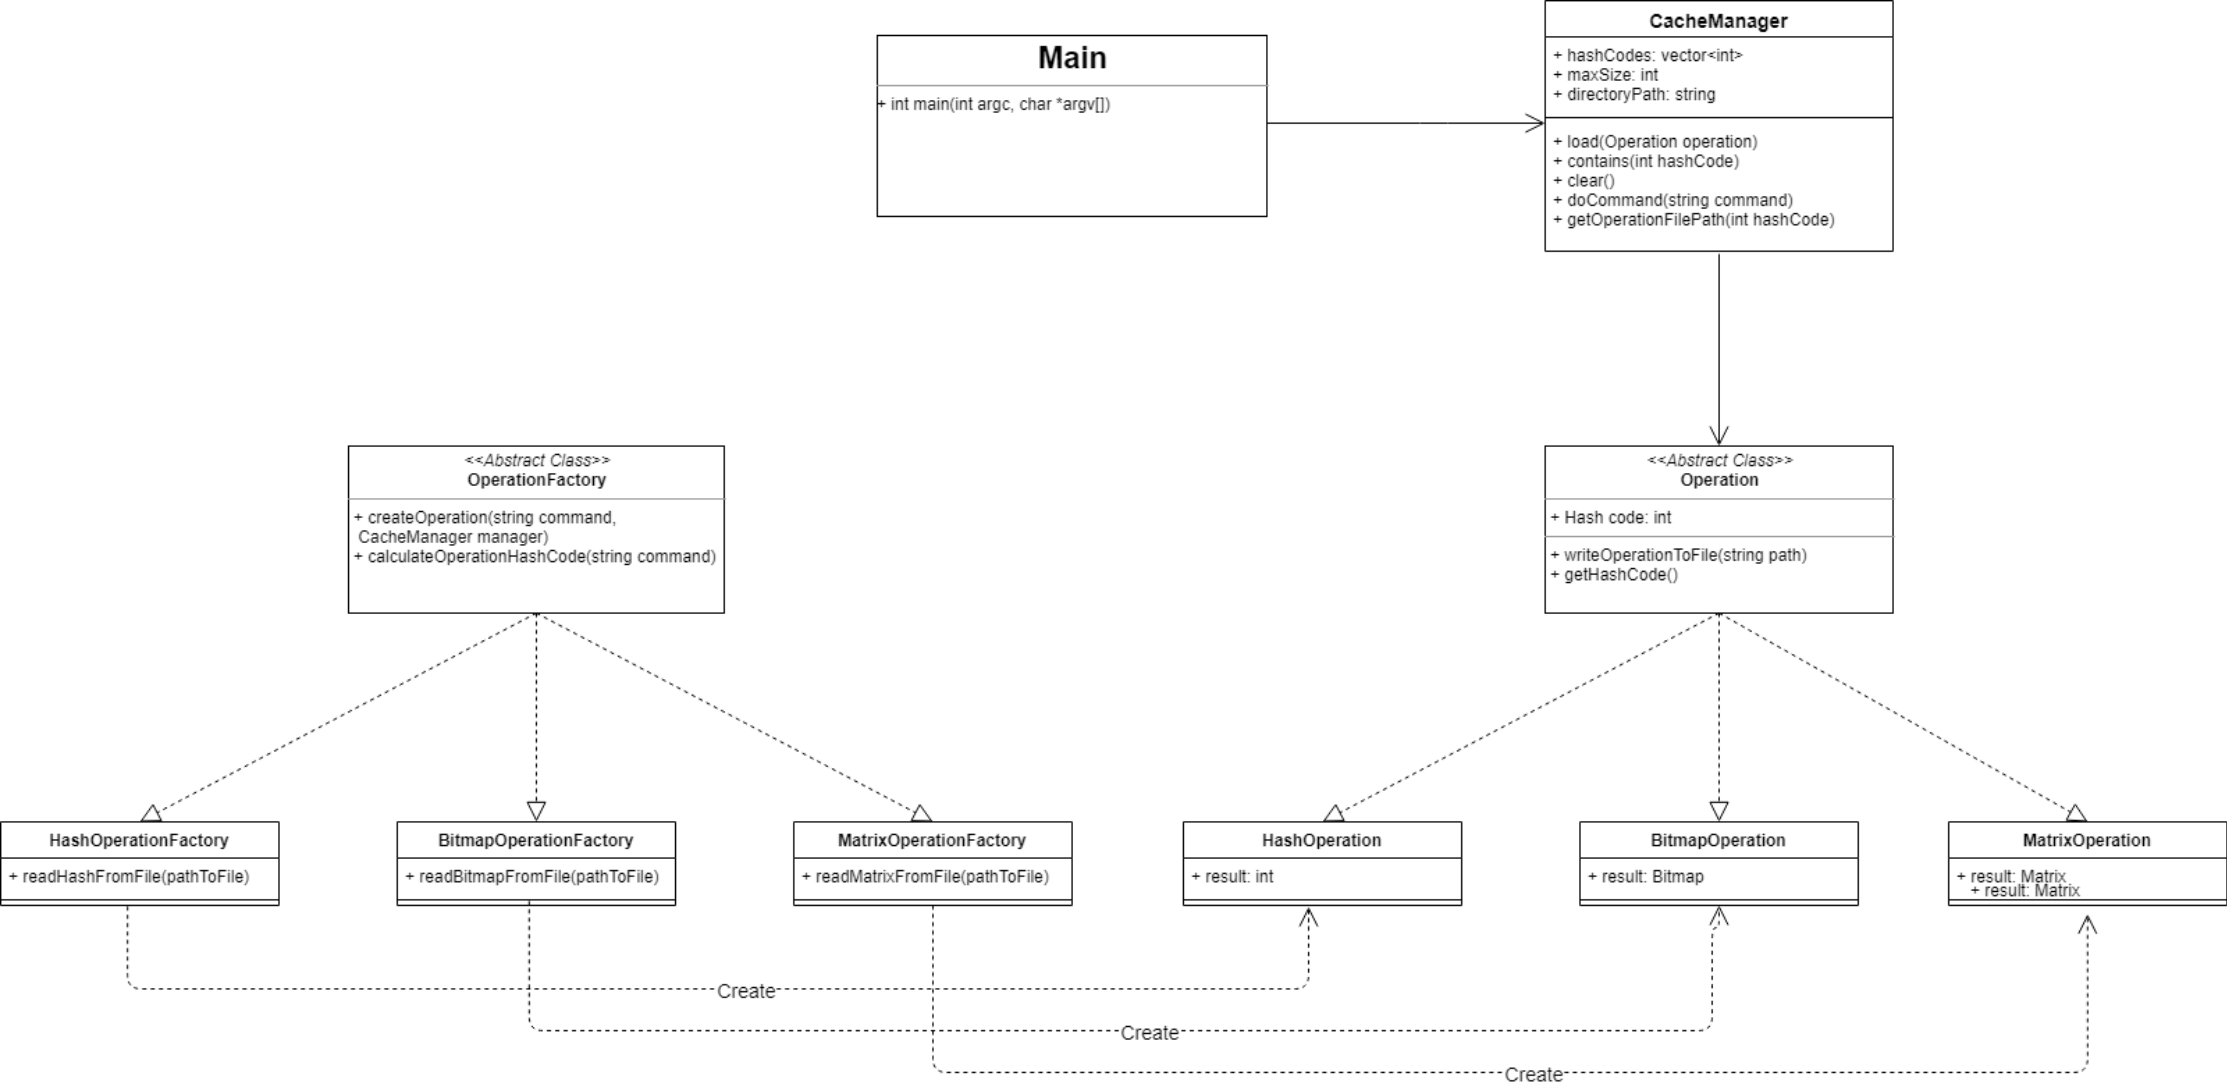 Main
+ int main(int argc, char *argv[])
CacheManager
+ hashCodes: vector<int>
+ maxSize: int
+ directoryPath: string
+ load(Operation operation)
+ contains(int hashCode)
+ clear()
+ doCommand(string command)
+ getOperationFilePath(int hashCode)
<<Abstract Class>>
OperationFactory
+ createOperation(string command,
CacheManager manager)
+ calculateOperationHashCode(string command)
<<Abstract Class>>
Operation
+ Hash code: int
+ writeOperationToFile(string path)
+ getHashCode()
HashOperationFactory
+ readHashFromFile(pathToFile)
BitmapOperationFactory
+ readBitmapFromFile(pathToFile)
MatrixOperationFactory
+ readMatrixFromFile(pathToFile)
HashOperation
+ result: int
BitmapOperation
+ result: Bitmap
MatrixOperation
+ result: Matrix
+ result: Matrix
Create
Create
Create